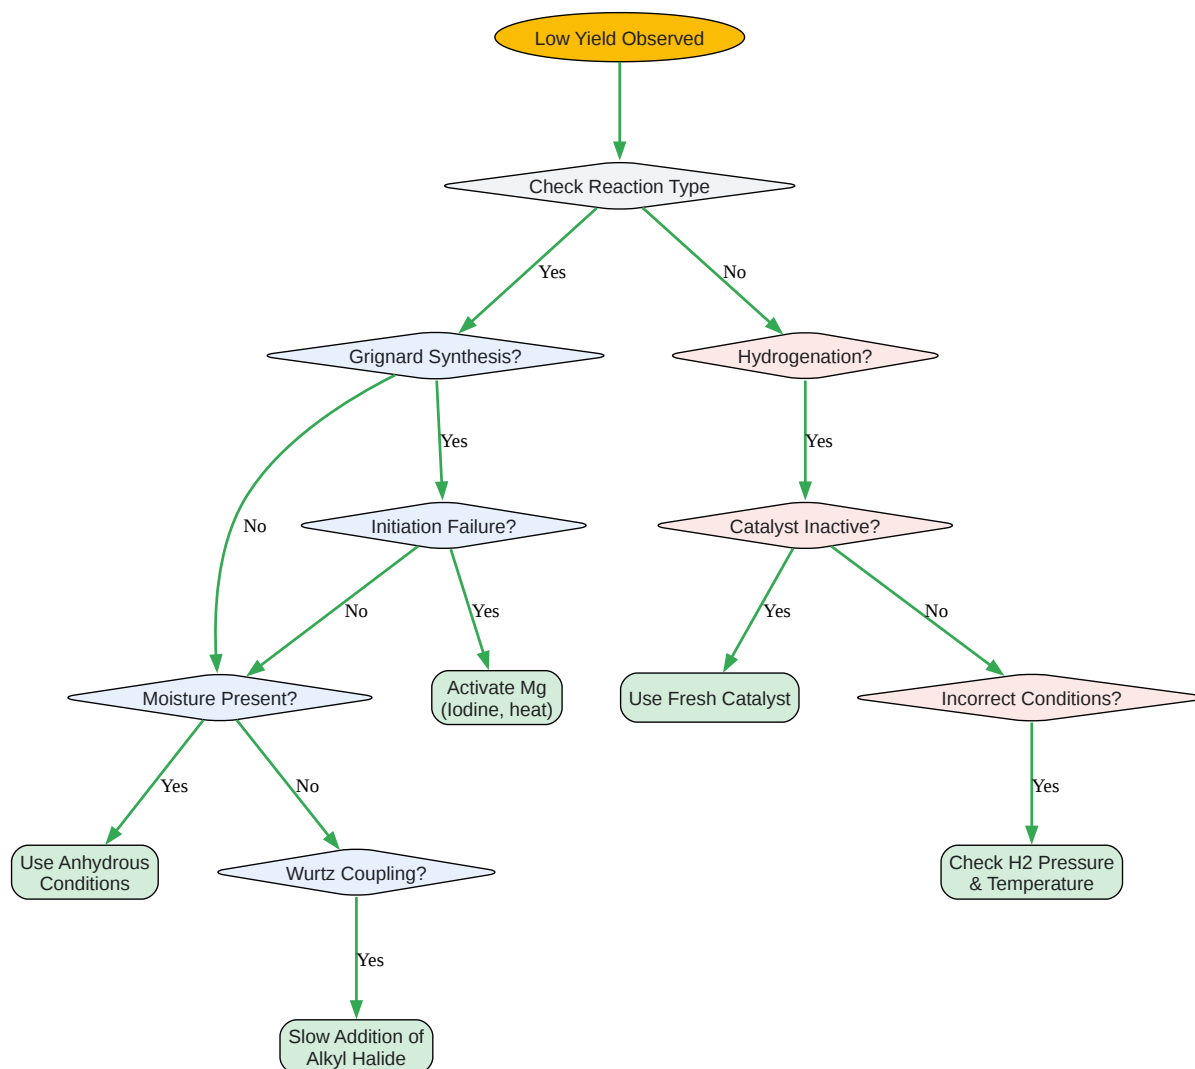 Low Yield Observed
Check Reaction Type
Yes
No
Grignard Synthesis?
Hydrogenation?
Yes
Yes
No
Initiation Failure?
Catalyst Inactive?
No
Yes
Yes
No
Moisture Present?
Activate Mg
(Iodine, heat)
Use Fresh Catalyst
Incorrect Conditions?
Yes
No
Yes
Use Anhydrous
Conditions
Wurtz Coupling?
Check H2 Pressure
& Temperature
Yes
Slow Addition of
Alkyl Halide